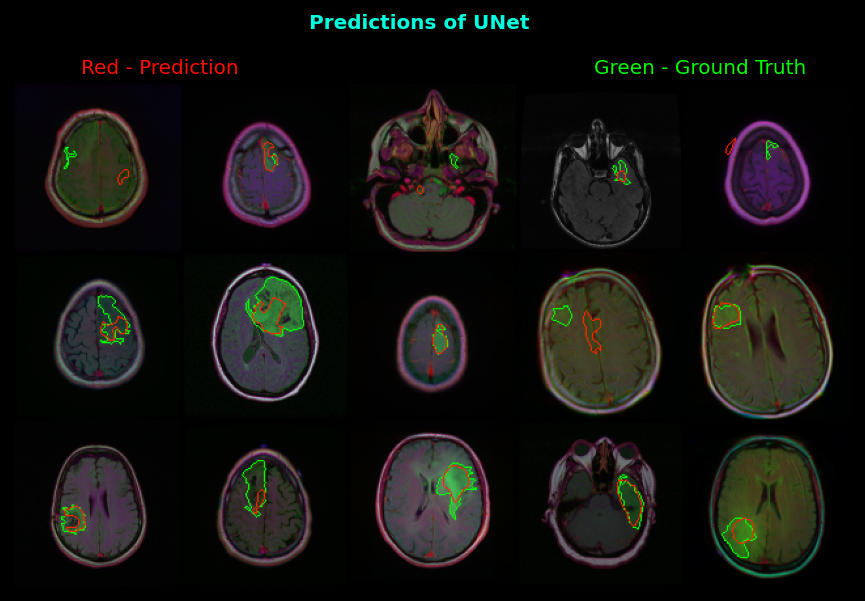 Predictions of UNet
Red - Prediction
Green - Ground Truth